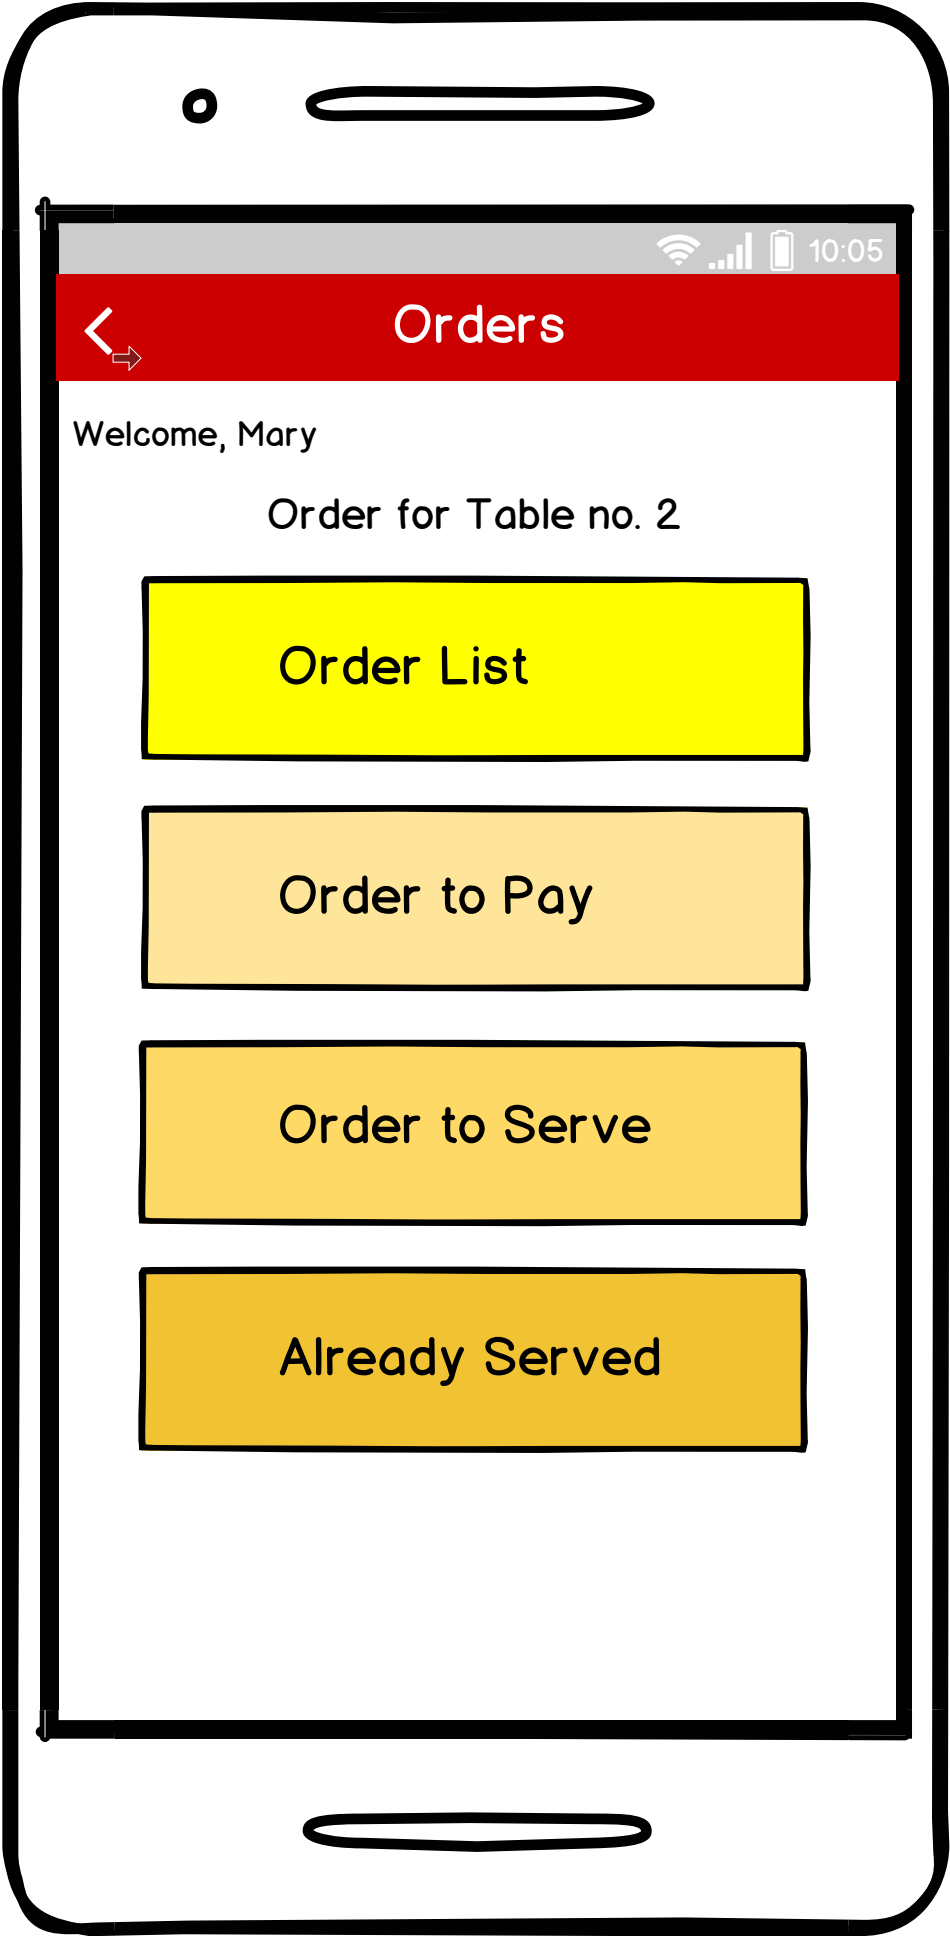 10:05
Orders
Welcome, Mary
Order for Table no. 2
Order List
Order to Pay
Order to Serve
Already Served